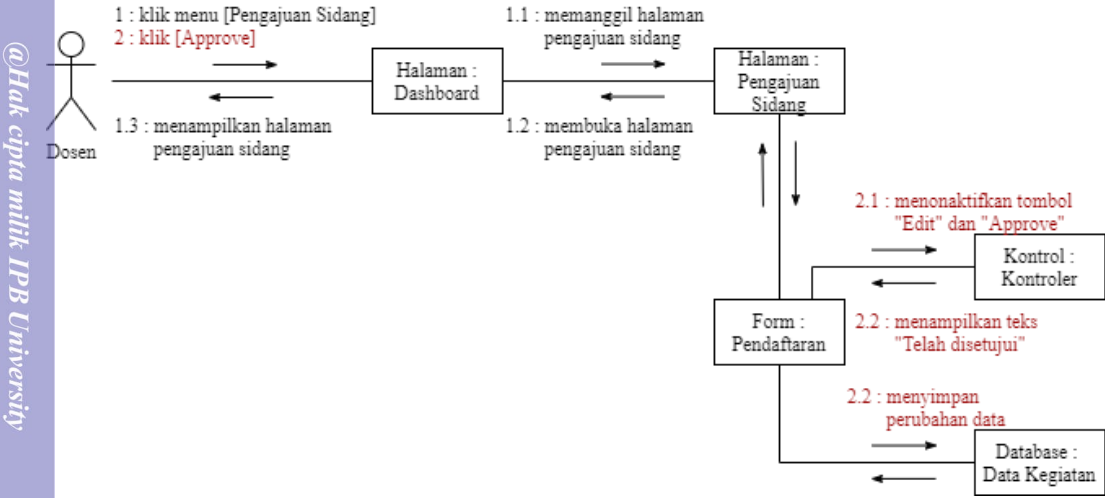 @Hak cipta milik IPB University
1 : klik menu [Pengajuan Sidang]
2 : klik [Approve]
1.1 : memanggil halaman
pengajuan sidang
Halaman :
Dashboard
Halaman :
Pengajuan
Sidang
Dosen
1.3 : menampilkan halaman
pengajuan sidang
1.2 : membuka halaman
pengajuan sidang
2.1 : menonaktifkan tombol
"Edit" dan "Approve"
Kontrol :
Kontroler
Form :
Pendaftaran
2.2 : menampilkan teks
"Telah disetujui"
2.2 : menyimpan
perubahan data
Database :
Data Kegiatan